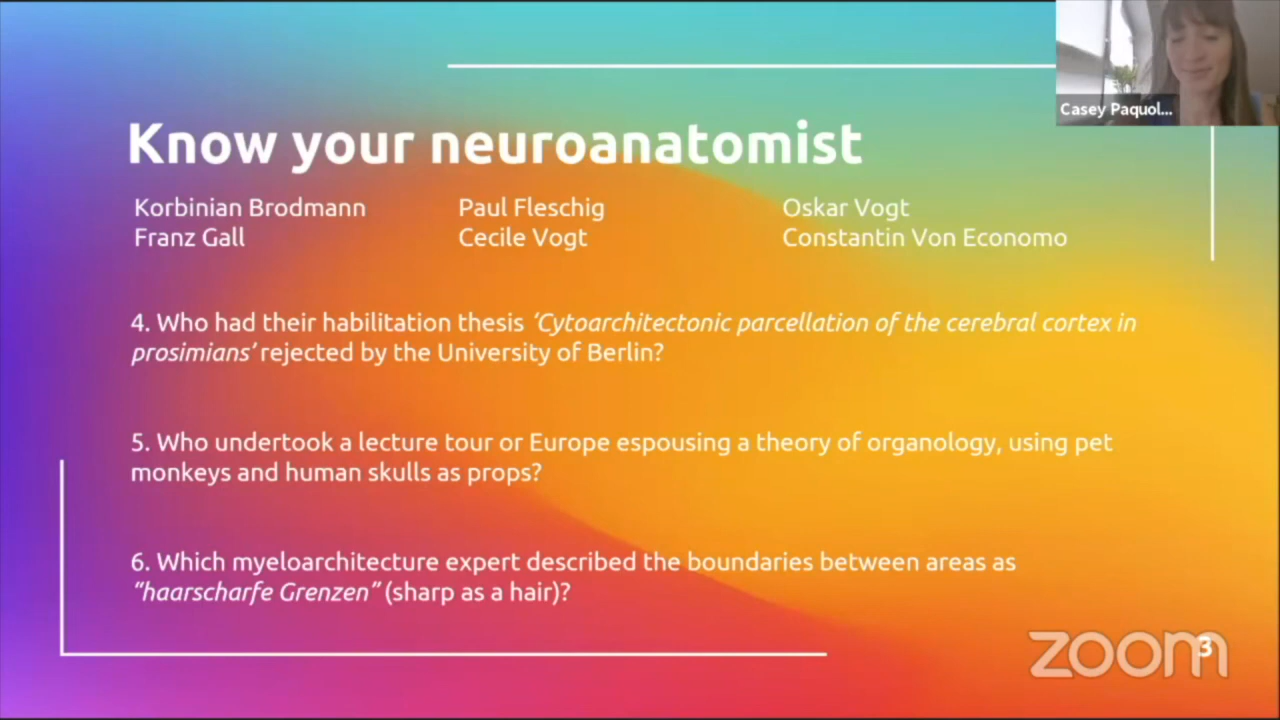 Casey Paquol...
Know your neuroanatomist
Korbinian Brodmann Paul Fleschig Oskar Vogt
Franz Gall Cecile Vogt Constantin Von Economo
4. Who had their habilitation thesis ‘Cytoarchitectonic parcellation of the cerebral cortex in
prosimians’ rejected by the University of Berlin?
5. Who undertook a lecture tour or Europe espousing a theory of organology, using pet
monkeys and human skulls as props?
6. Which myeloarchitecture expert described the boundaries between areas as
“haarscharfe Grenzen” (sharp as a hair)?
3
zoom